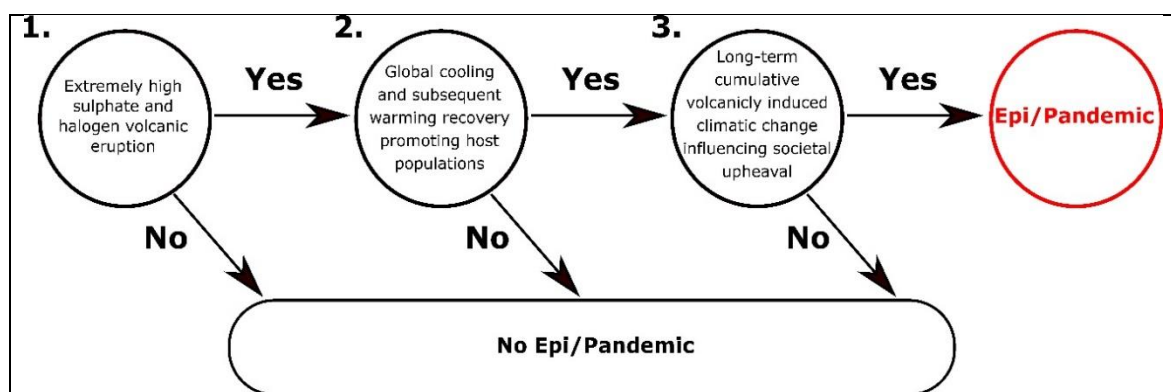 1.
Extremely high
sulphate and
halogen volcanic
eruption
Yes
2.
Global cooling
and subsequent
warming recovery
promoting host
populations
Yes
3.
Long-term
cumulative
volcanicly induced
climatic change
influencing societal
upheaval
Yes
Epi/Pandemic
No
No
No
No Epi/Pandemic